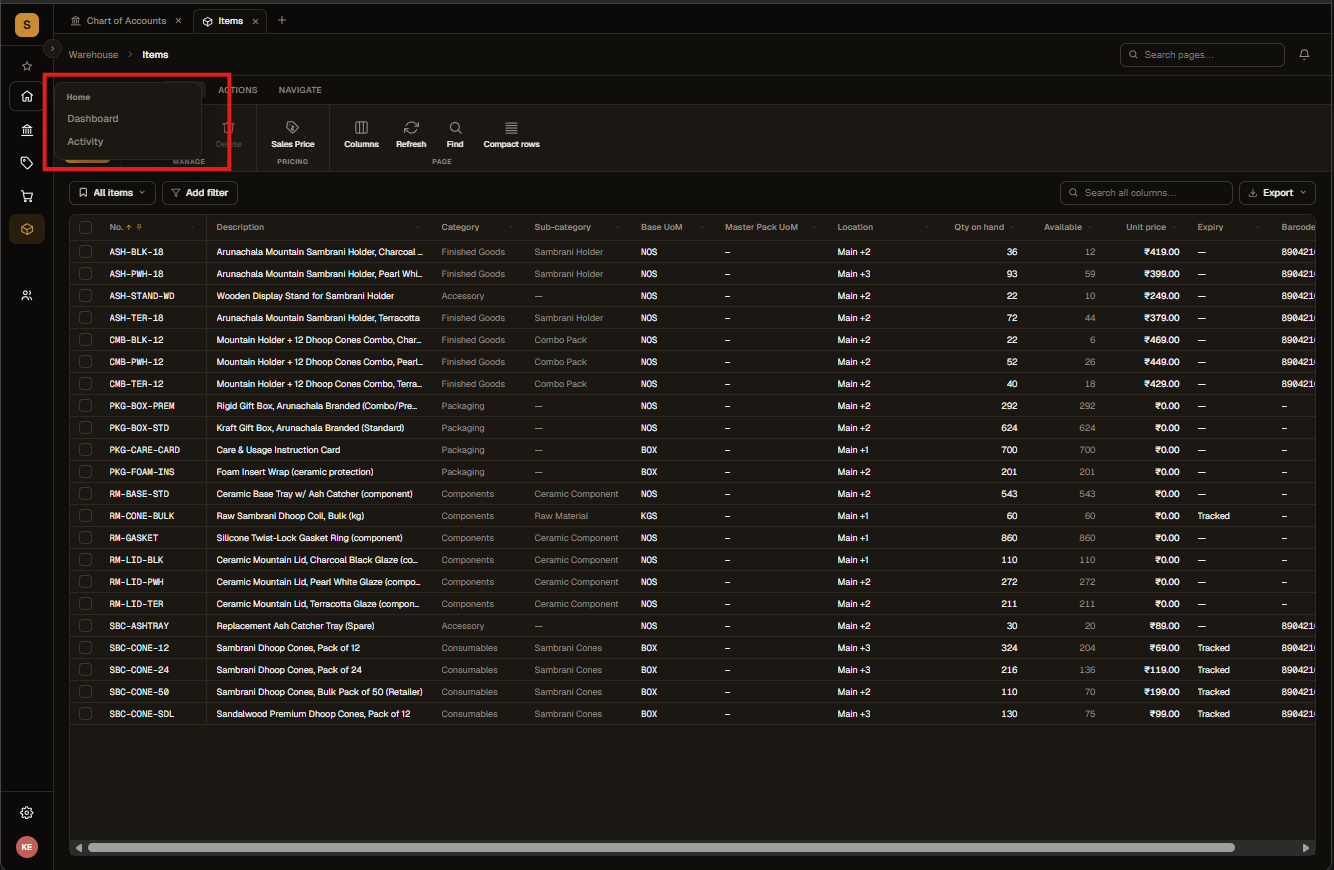 S
Chart of Accounts
Items
Warehouse > Items
Search pages...
Home
ACTIONS NAVIGATE
Dashboard
Activity
Delete
Sales Price
Columns
Refresh
Find
Compact rows
MANAGE
PRICING
PAGE
All items
Add filter
Search all columns...
Export
No. Description Category Sub-category Base UoM Master Pack UoM Location Qty on hand Available Unit price Expiry Barcode
ASH-BLK-18 Arunachala Mountain Sambrani Holder, Charcoal ... Finished Goods Sambrani Holder NOS – Main +2 36 12 ₹419.00 — 890421
ASH-PWH-18 Arunachala Mountain Sambrani Holder, Pearl Whi... Finished Goods Sambrani Holder NOS – Main +3 93 59 ₹399.00 — 890421
ASH-STAND-WD Wooden Display Stand for Sambrani Holder Accessory — NOS – Main +2 22 10 ₹249.00 — 890421
ASH-TER-18 Arunachala Mountain Sambrani Holder, Terracotta Finished Goods Sambrani Holder NOS – Main +2 72 44 ₹379.00 — 890421
CMB-BLK-12 Mountain Holder + 12 Dhoop Cones Combo, Char... Finished Goods Combo Pack NOS – Main +2 22 6 ₹469.00 — 890421
CMB-PWH-12 Mountain Holder + 12 Dhoop Cones Combo, Pearl... Finished Goods Combo Pack NOS – Main +2 52 26 ₹449.00 — 890421
CMB-TER-12 Mountain Holder + 12 Dhoop Cones Combo, Terra... Finished Goods Combo Pack NOS – Main +2 40 18 ₹429.00 — 890421
PKG-BOX-PREM Rigid Gift Box, Arunachala Branded (Combo/Pre... Packaging — NOS – Main +2 292 292 ₹0.00 — –
PKG-BOX-STD Kraft Gift Box, Arunachala Branded (Standard) Packaging — NOS – Main +2 624 624 ₹0.00 — –
PKG-CARE-CARD Care & Usage Instruction Card Packaging — BOX – Main +1 700 700 ₹0.00 — –
PKG-FOAM-INS Foam Insert Wrap (ceramic protection) Packaging — BOX – Main +2 201 201 ₹0.00 — –
RM-BASE-STD Ceramic Base Tray w/ Ash Catcher (component) Components Ceramic Component NOS – Main +2 543 543 ₹0.00 — –
RM-CONE-BULK Raw Sambrani Dhoop Coil, Bulk (kg) Components Raw Material KGS – Main +1 60 60 ₹0.00 Tracked –
RM-GASKET Silicone Twist-Lock Gasket Ring (component) Components Ceramic Component NOS – Main +1 860 860 ₹0.00 — –
RM-LID-BLK Ceramic Mountain Lid, Charcoal Black Glaze (co... Components Ceramic Component NOS – Main +1 110 110 ₹0.00 — –
RM-LID-PWH Ceramic Mountain Lid, Pearl White Glaze (compo... Components Ceramic Component NOS – Main +2 272 272 ₹0.00 — –
RM-LID-TER Ceramic Mountain Lid, Terracotta Glaze (compon... Components Ceramic Component NOS – Main +2 211 211 ₹0.00 — –
SBC-ASHTRAY Replacement Ash Catcher Tray (Spare) Accessory — NOS – Main +2 30 20 ₹89.00 — 890421
SBC-CONE-12 Sambrani Dhoop Cones, Pack of 12 Consumables Sambrani Cones BOX – Main +3 324 204 ₹69.00 Tracked 890421
SBC-CONE-24 Sambrani Dhoop Cones, Pack of 24 Consumables Sambrani Cones BOX – Main +3 216 136 ₹119.00 Tracked 890421
SBC-CONE-50 Sambrani Dhoop Cones, Bulk Pack of 50 (Retailer) Consumables Sambrani Cones BOX – Main +2 110 70 ₹199.00 Tracked 890421
SBC-CONE-SDL Sandalwood Premium Dhoop Cones, Pack of 12 Consumables Sambrani Cones BOX – Main +3 130 75 ₹99.00 Tracked 890421
KE